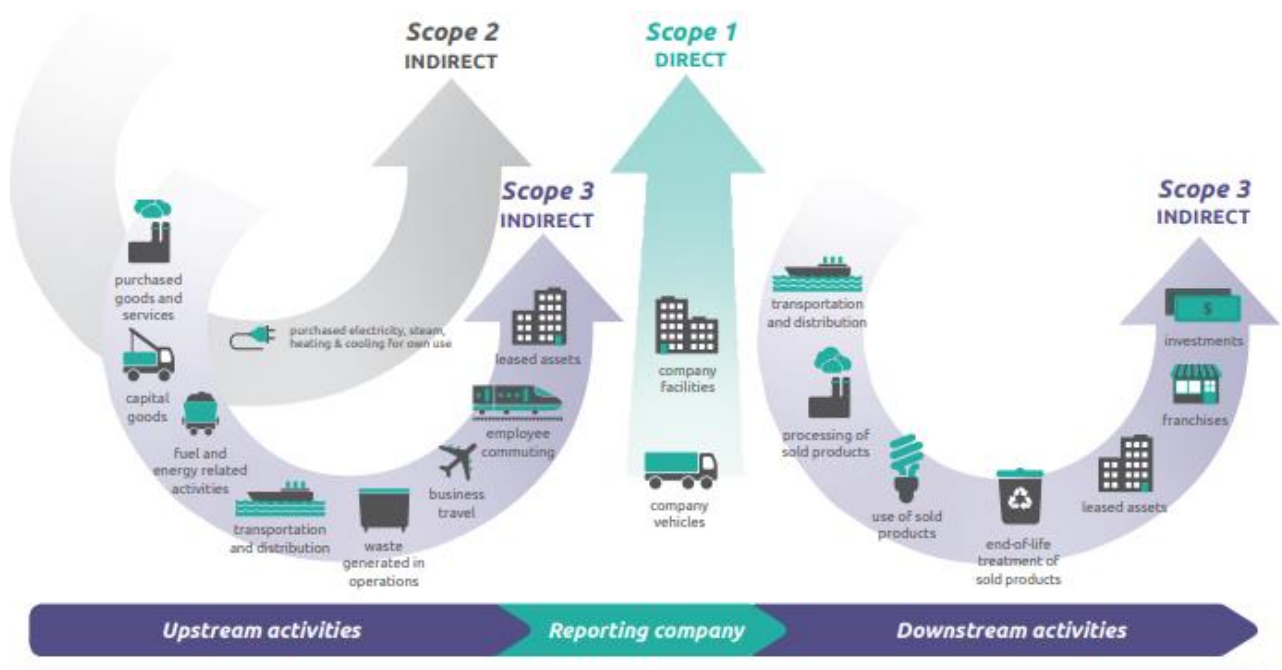 Scope 2
INDIRECT
Scope 1
DIRECT
Scope 3
INDIRECT
Scope 3
INDIRECT
purchased
goods and
services
capital
goods
fuel and
energy related
activities
transportation
and distribution
waste
generated in
operations
business
travel
employee
commuting
leased assets
purchased electricity, steam,
heating & cooling for own use
company
facilities
company
vehicles
transportation
and distribution
processing of
sold products
use of sold
products
end-of-life
treatment of
sold products
leased assets
franchises
investments
$
Upstream activities
Reporting company
Downstream activities